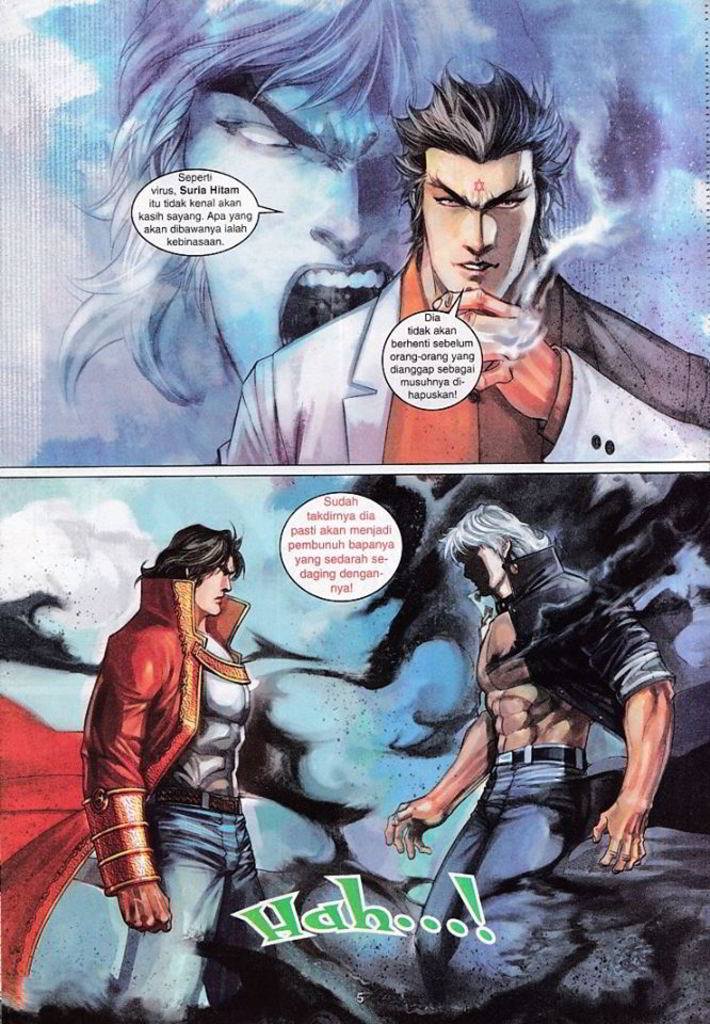 Seperti
virus, Suria Hitam
itu tidak kenal akan
kasih sayang. Apa yang
akan dibawanya ialah
kebinasaan.
Dia
tidak akan
berhenti sebelum
orang-orang yang
dianggap sebagai
musuhnya di-
hapuskan!
Sudah
takdirnya dia
pasti akan menjadi
pembunuh bapanya
yang sedarah se-
daging dengan-
nya!
Hah...!
5